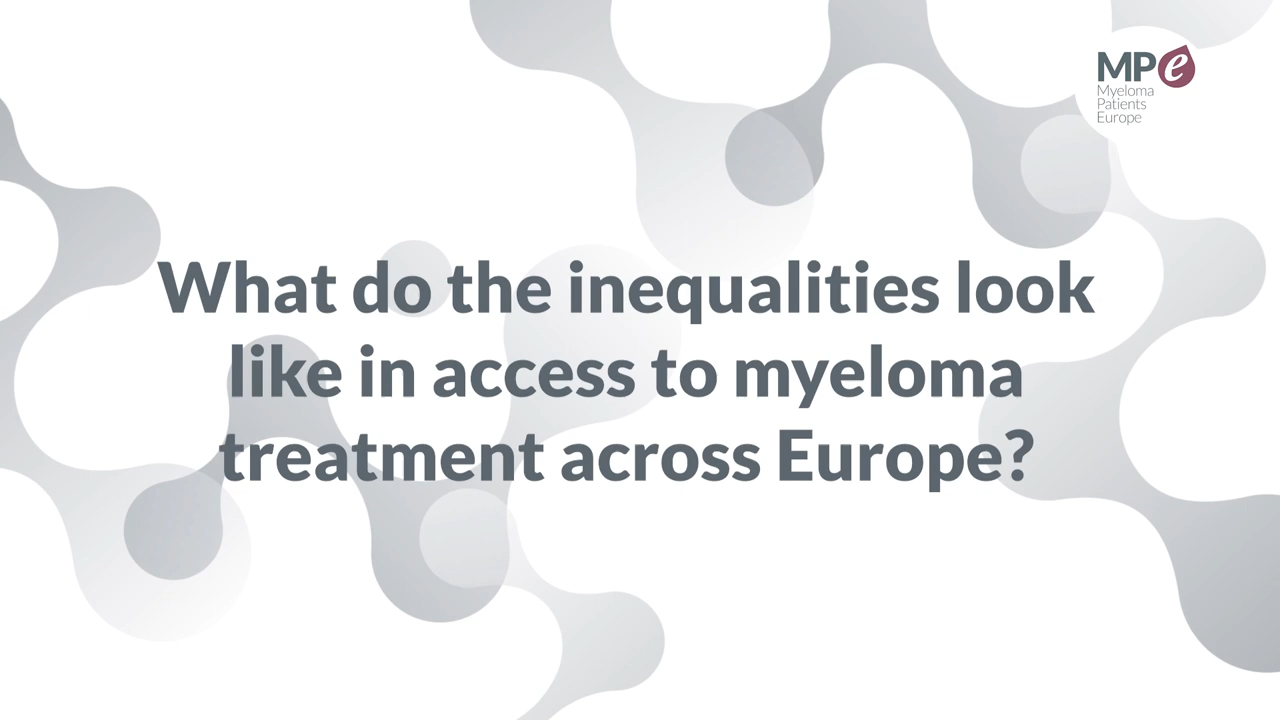 MPe
Myeloma
Patients
Europe
What do the inequalities look
like in access to myeloma
treatment across Europe?